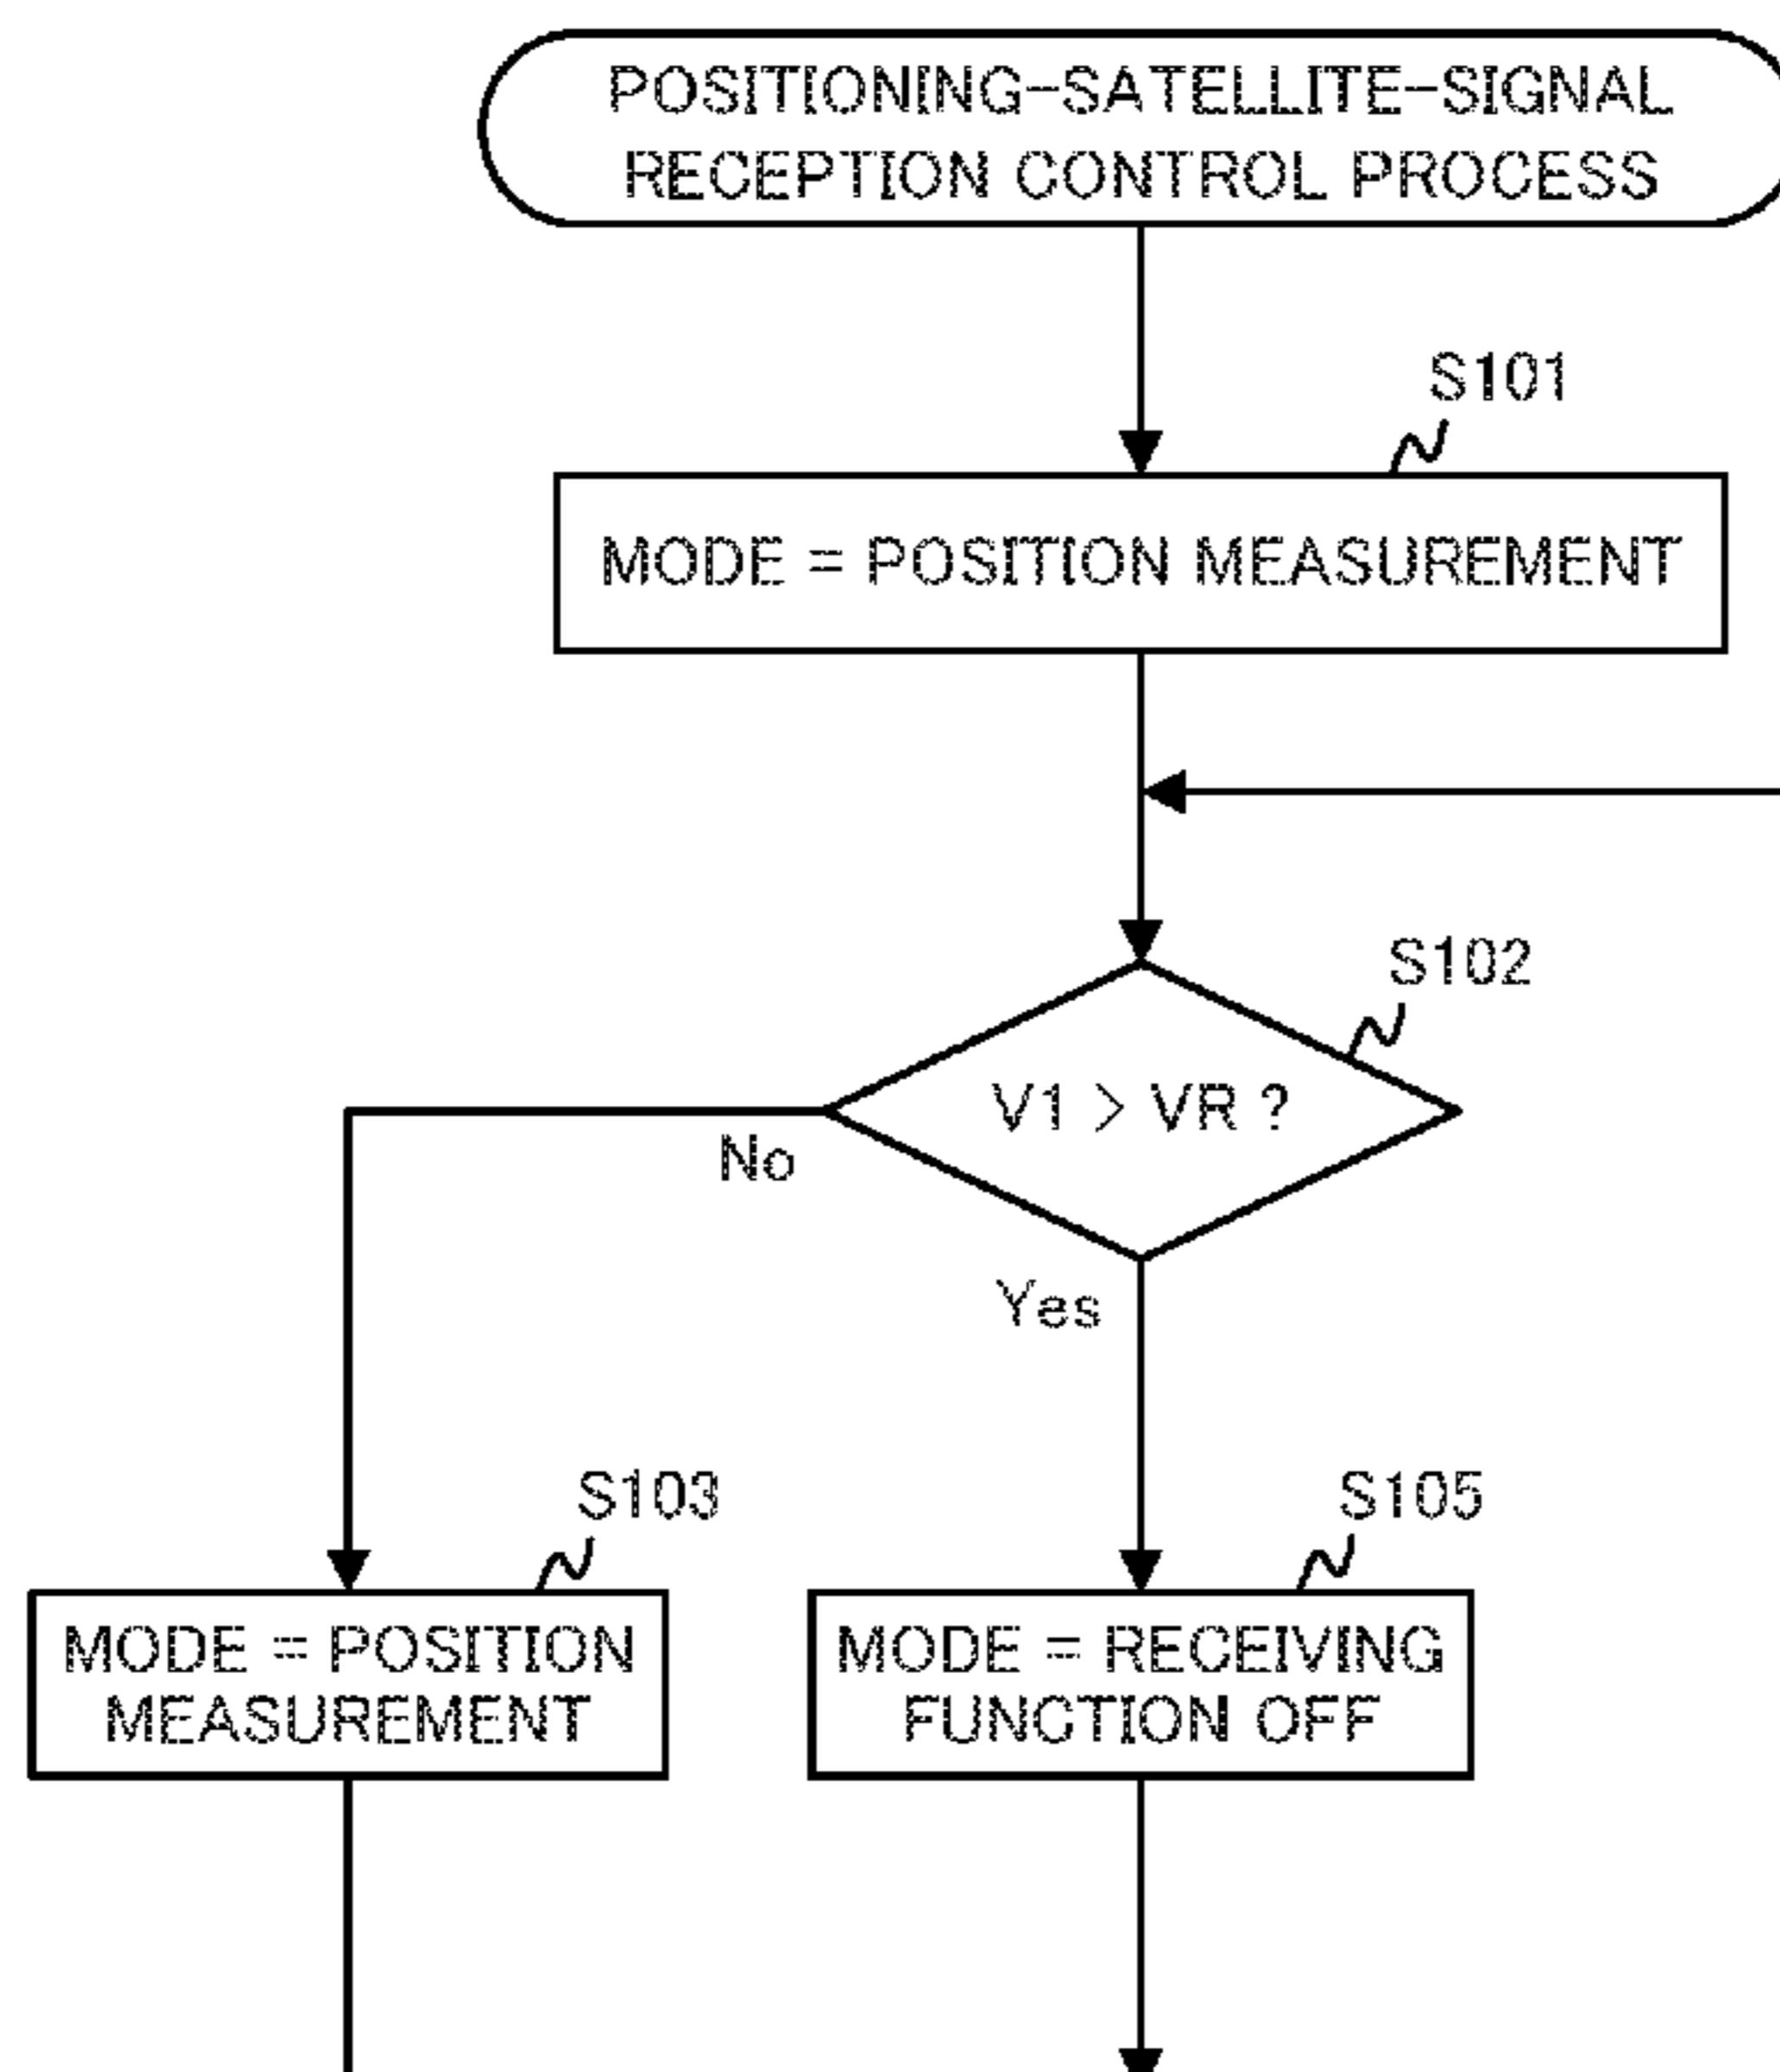 POSITIONING-SATELLITE-SIGNAL
RECEPTION CONTROL PROCESS
S101
MODE = POSITION MEASUREMENT
S102
V1 > VR ?
No
Yes
S103
S105
MODE = POSITION
MEASUREMENT
MODE = RECEIVING
FUNCTION OFF